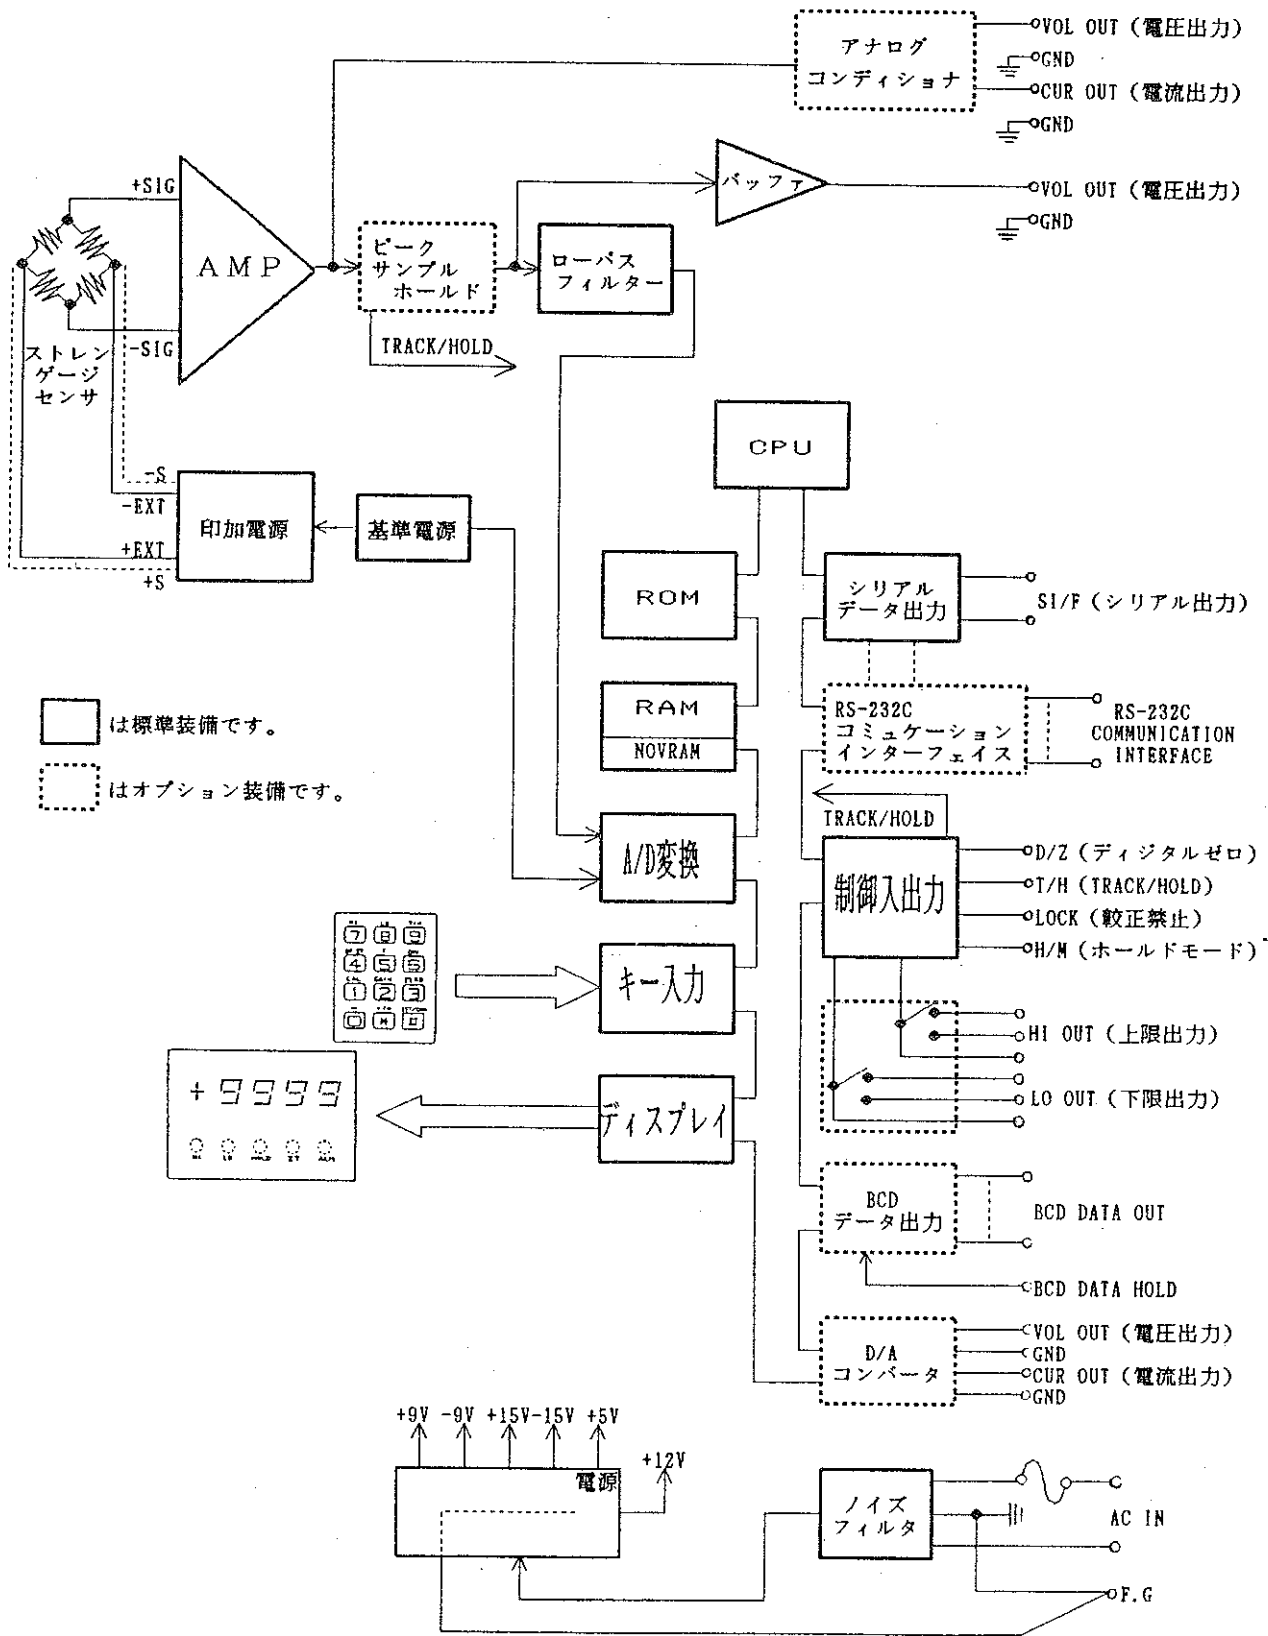 アナログ
コンディショナ
VOL OUT (電圧出力)
GND
CUR OUT (電流出力)
GND
バッファ
VOL OUT (電圧出力)
GND
+SIG
AMP
-SIG
ストレン
ゲージ
センサ
ピーク
サンプル
ホールド
TRACK/HOLD
ローパス
フィルター
CPU
-S
-EXT
+EXT
+S
印加電源
基準電源
ROM
シリアル
データ出力
SI/F (シリアル出力)
RAM
NOVRAM
RS-232C
コミュケーション
インターフェイス
RS-232C
COMMUNICATION
INTERFACE
は標準装備です。
はオプション装備です。
TRACK/HOLD
A/D変換
制御入出力
D/Z (ディジタルゼロ)
T/H (TRACK/HOLD)
LOCK (較正禁止)
H/M (ホールドモード)
7 8 9
4 5 6
1 2 3
0
キー入力
HI OUT (上限出力)
LO OUT (下限出力)
+9999
ディスプレイ
BCD
データ出力
BCD DATA OUT
BCD DATA HOLD
D/A
コンバータ
VOL OUT (電圧出力)
GND
CUR OUT (電流出力)
GND
+9V -9V +15V -15V +5V
+12V
電源
ノイズ
フィルタ
AC IN
F.G